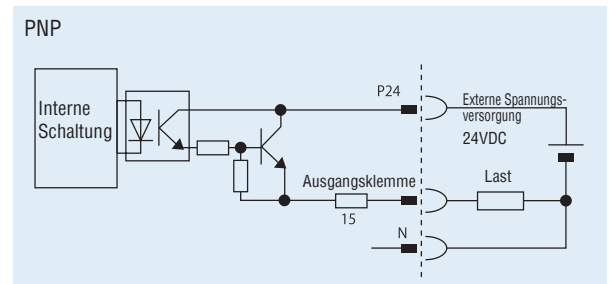 PNP
P24
Interne
Schaltung
Externe Spannungs-
versorgung
24VDC
Ausgangsklemme
Last
15
N